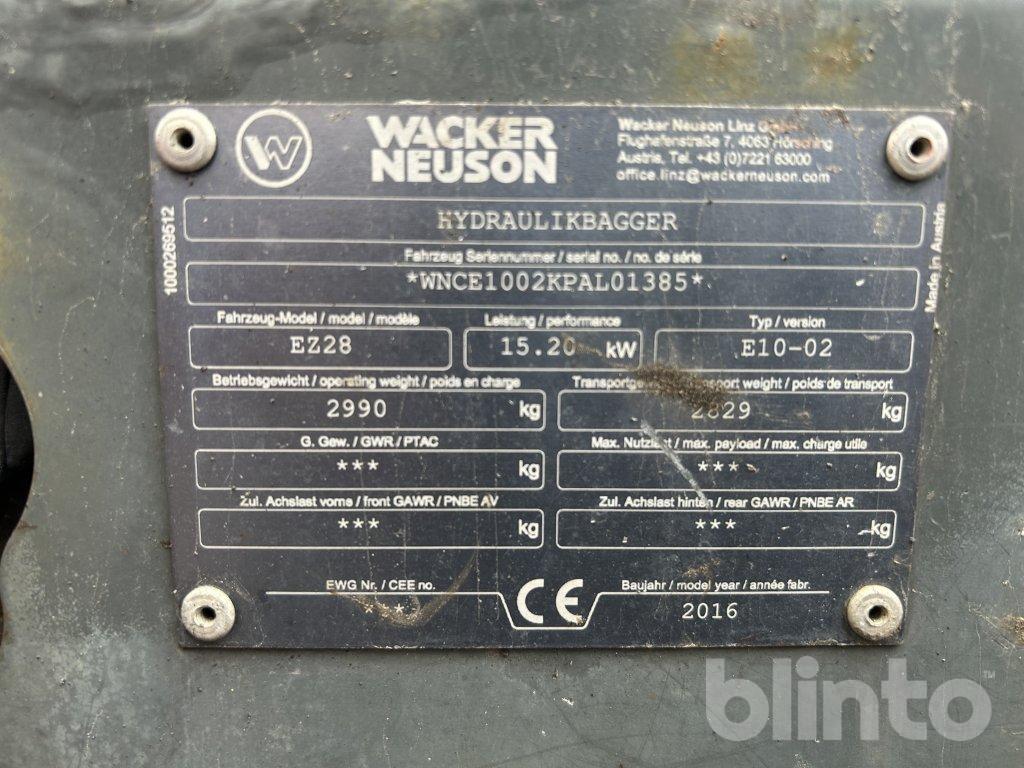 W
WACKER
NEUSON
Wacker Neuson Linz
Flughafenstraße 7, 4063 Hörsching
Austria, Tel. +43 (0)7221 63000
office.linz@wackerneuson.com
1000269512
HYDRAULIKBAGGER
Made in Austria
Fahrzeug Seriennummer / serial no. / no. de série
*WNCE1002KPAL01385*
Fahrzeug-Model / model / modèle
Leistung / performance
Typ / version
EZ28
15.20 kW
E10-02
Betriebsgewicht / operating weight / poids en charge
weight / poids de transport
2990 kg
2829 kg
G. Gew. / GWR / PTAC
Max. Nutzlast / max. payload / max. charge utile
*** kg
*** kg
Zul. Achslast vorne / front GAWR / PNBE AV
Zul. Achslast hinten / rear GAWR / PNBE AR
*** kg
*** kg
EWG Nr. / CEE no.
CE
Baujahr / model year / année fabr.
2016
blinto™